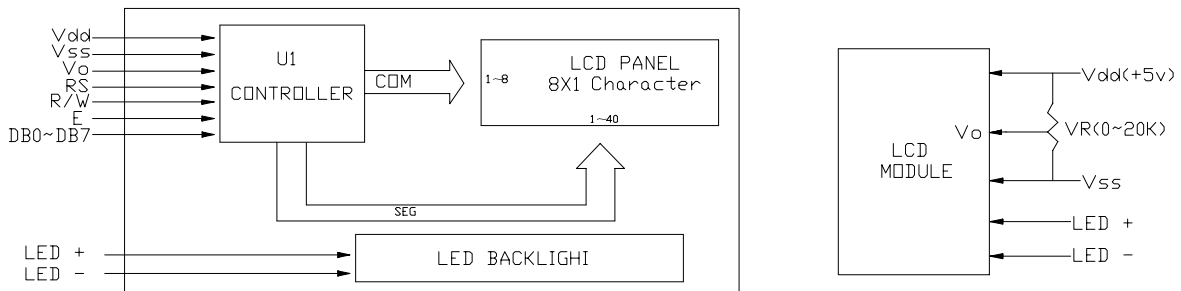 Vdd
Vss
Vo
RS
R/W
E
DB0~DB7
U1
CONTROLLER
COM
1~8
LCD PANEL
8X1 Character
1~40
SEG
LED +
LED -
LED BACKLIGHI
LCD
MODULE
Vdd(+5v)
Vo
VR(0~20K)
Vss
LED +
LED -